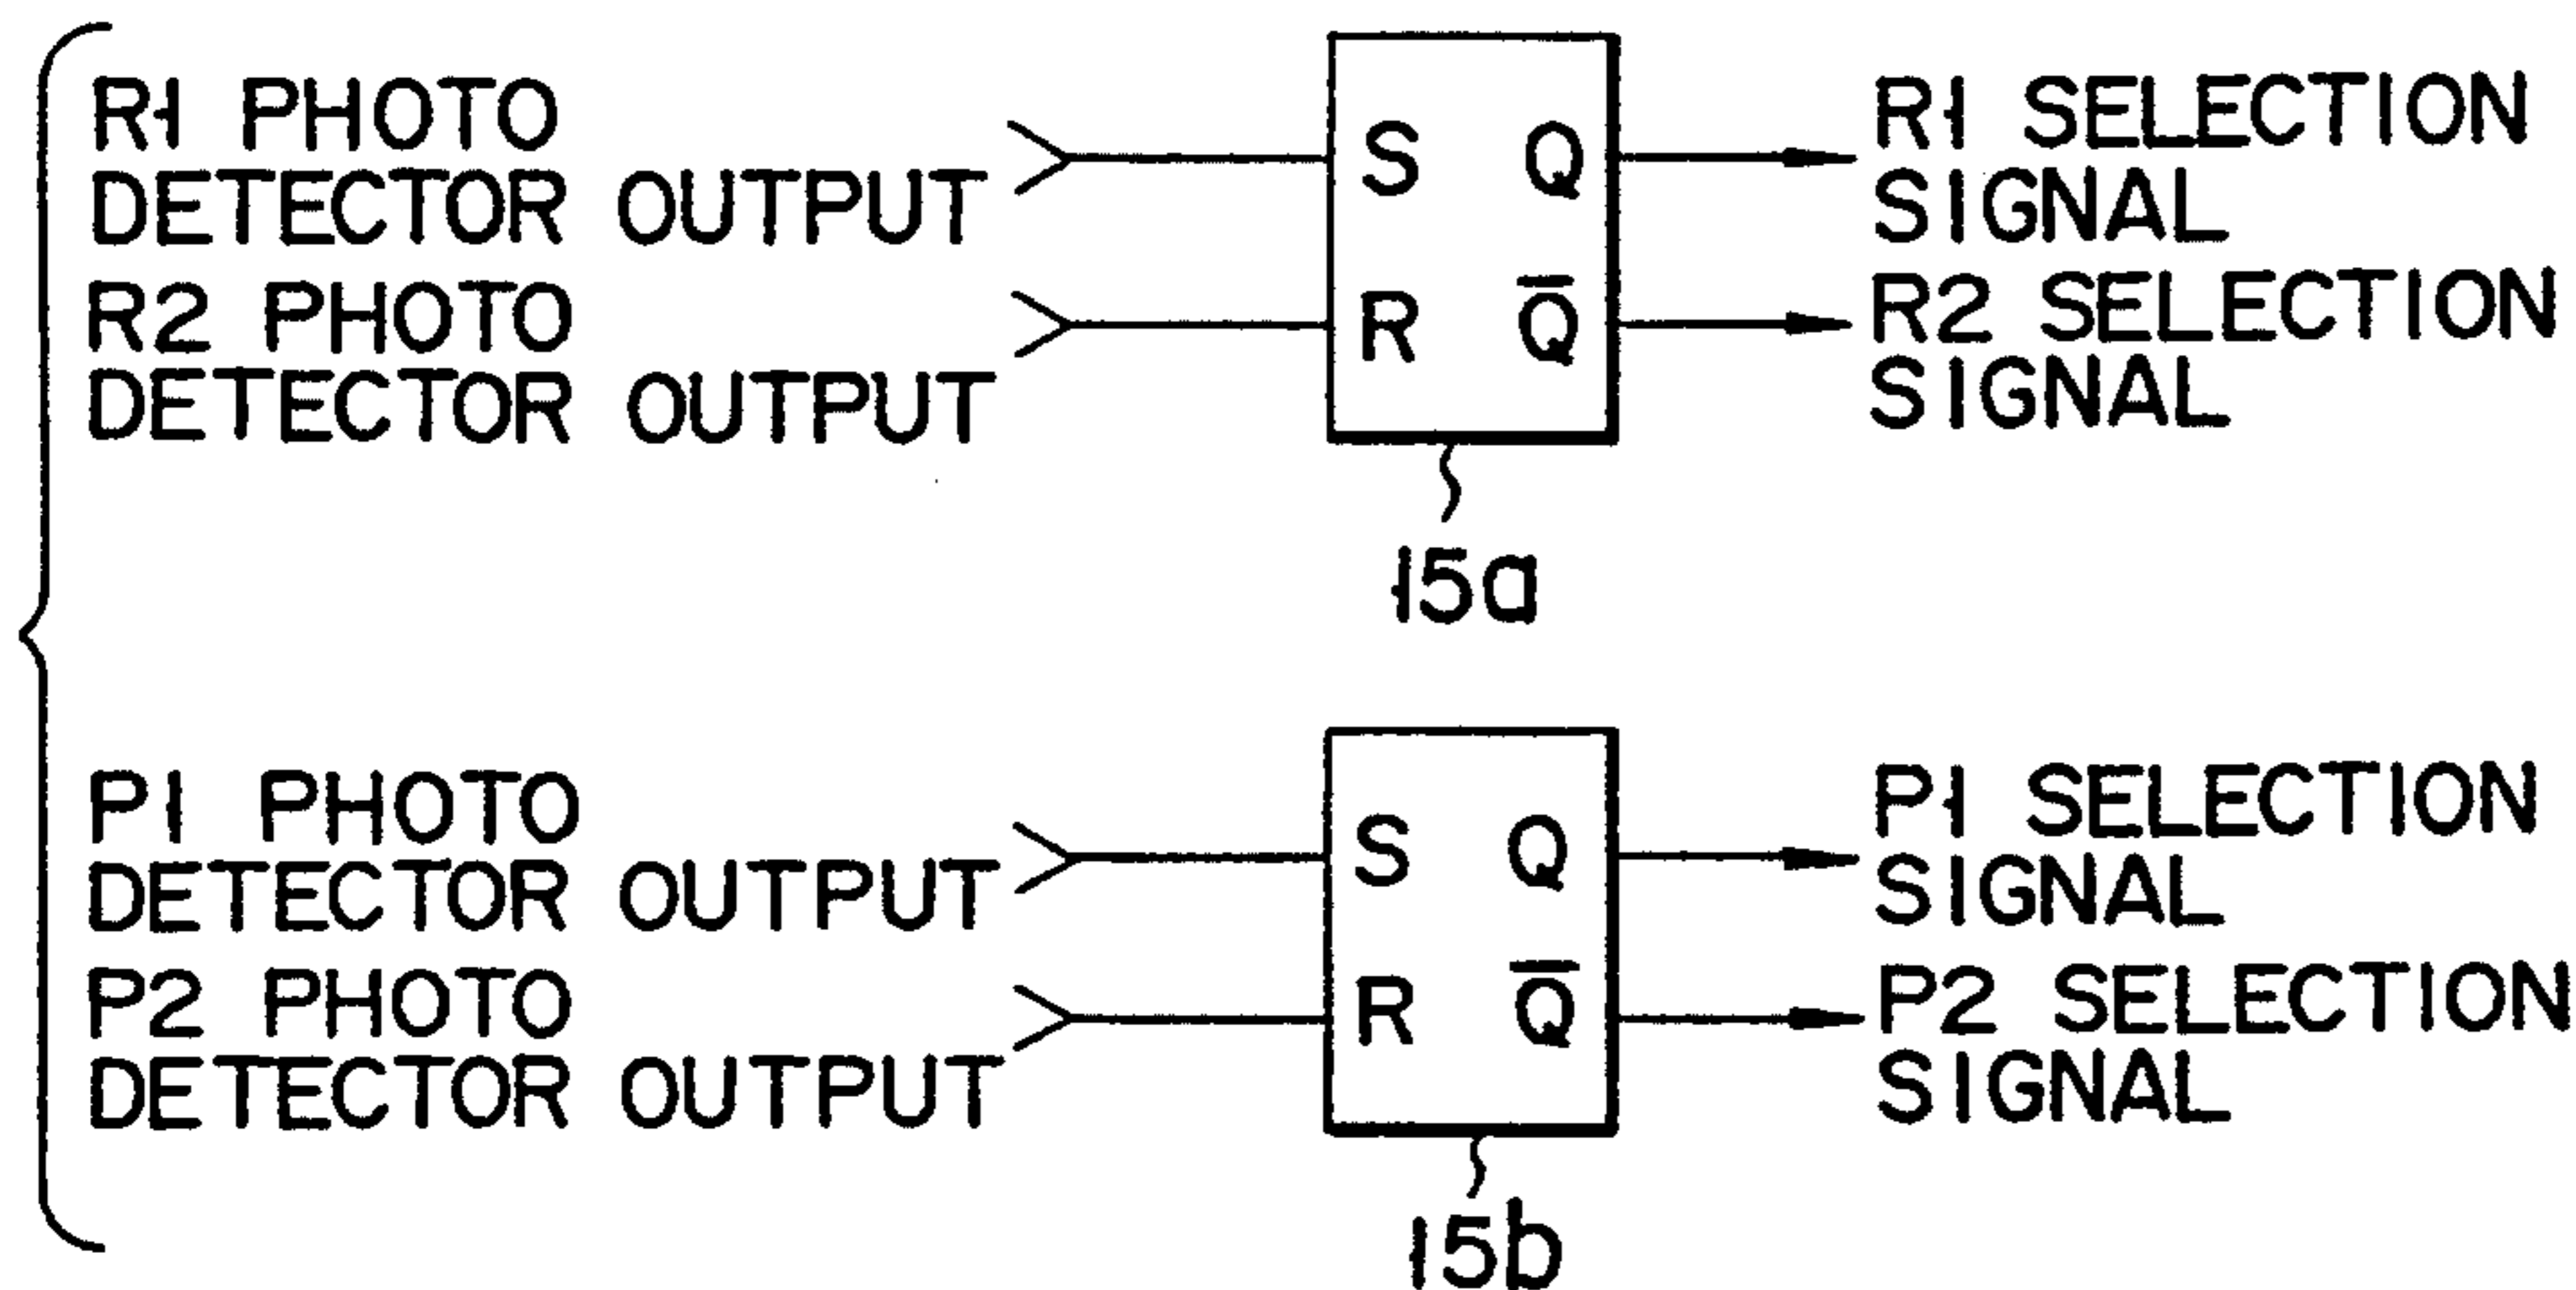 R1 PHOTO
DETECTOR OUTPUT
R2 PHOTO
DETECTOR OUTPUT
S Q
R Q̅
R1 SELECTION
SIGNAL
R2 SELECTION
SIGNAL
15a
P1 PHOTO
DETECTOR OUTPUT
P2 PHOTO
DETECTOR OUTPUT
S Q
R Q̅
P1 SELECTION
SIGNAL
P2 SELECTION
SIGNAL
15b